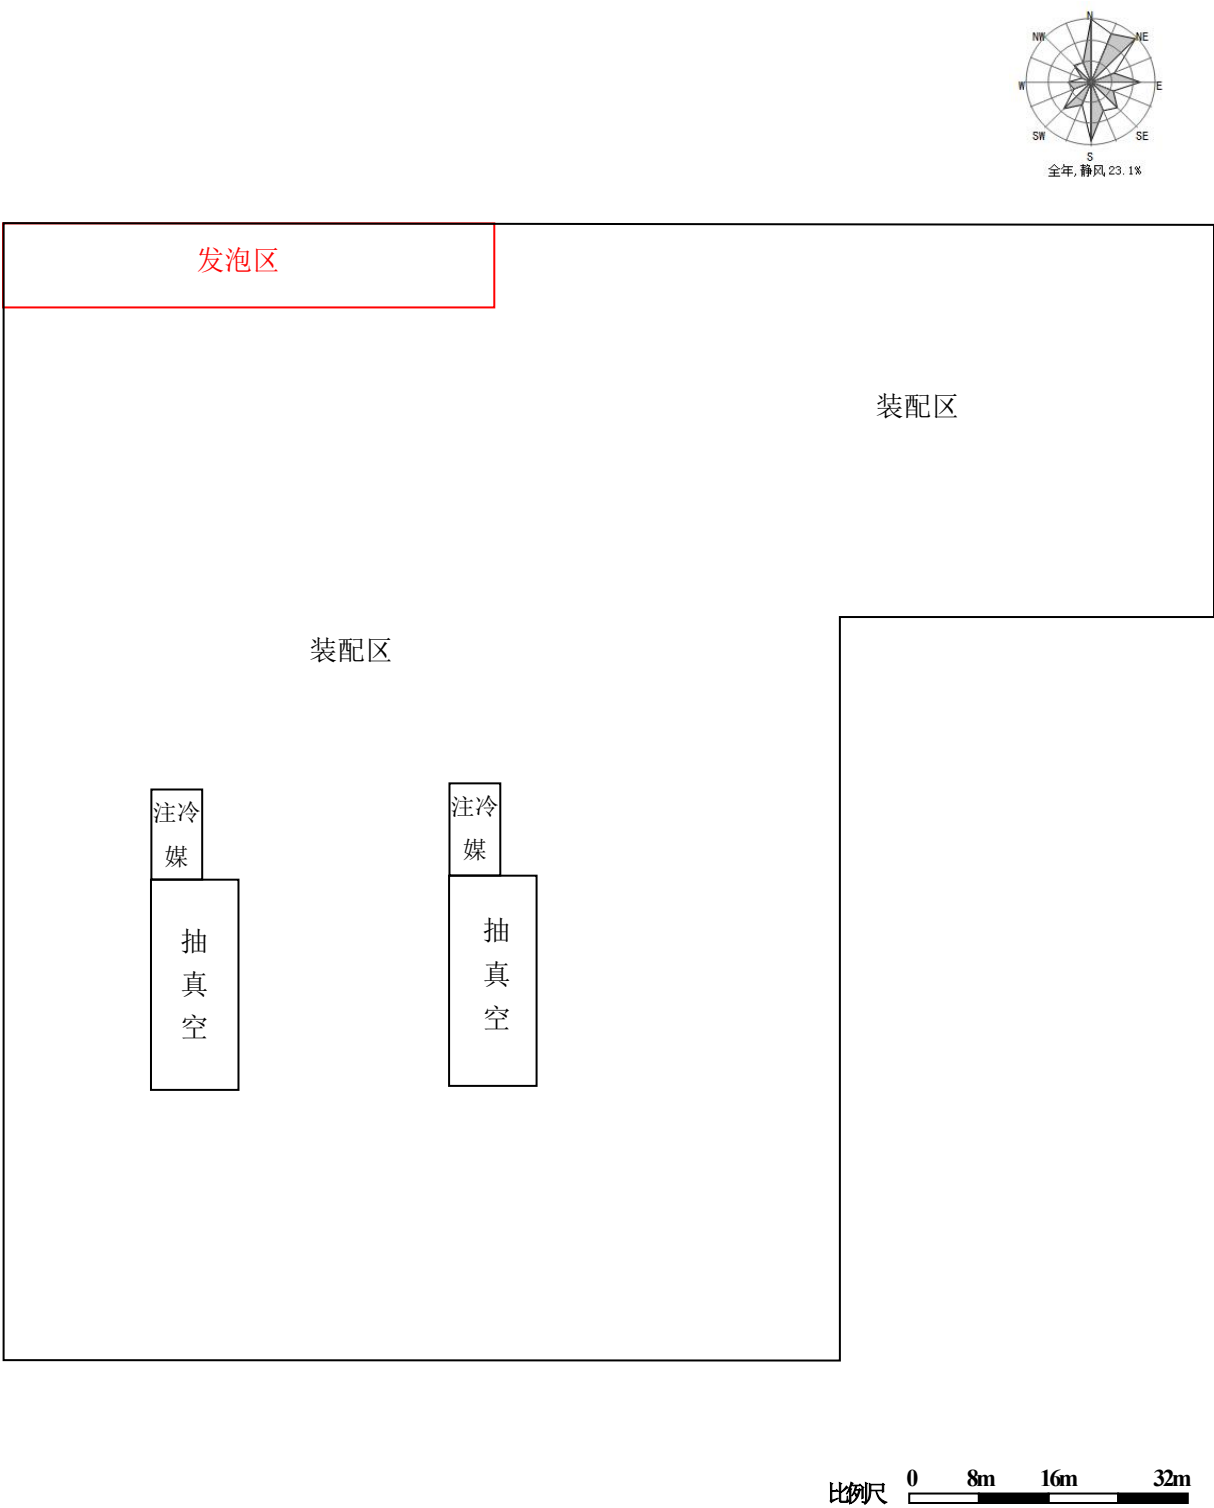 N
NW
NE
W
E
SW
SE
S
全年,静风,23.1%
发泡区
装配区
装配区
注冷
媒
注冷
媒
抽
真
空
抽
真
空
比例尺
0 8m 16m 32m